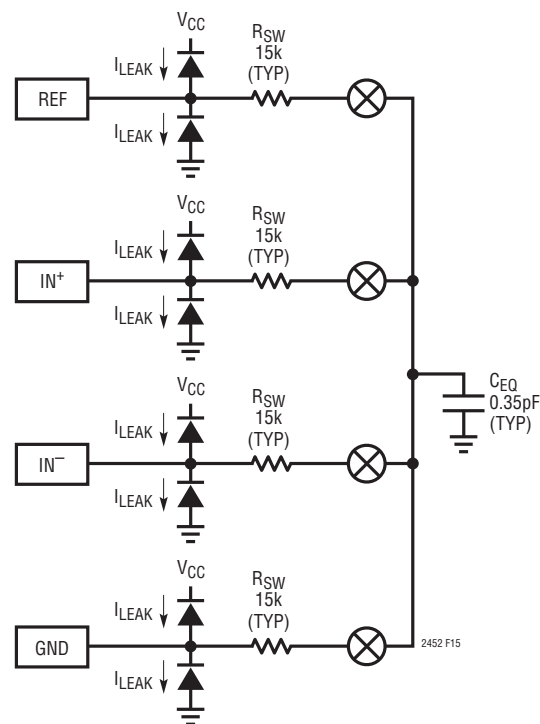 VCC
ILEAK
RSW
15k
(TYP)
REF
ILEAK
VCC
ILEAK
RSW
15k
(TYP)
IN+
ILEAK
CEQ
0.35pF
(TYP)
VCC
ILEAK
RSW
15k
(TYP)
IN−
ILEAK
VCC
ILEAK
RSW
15k
(TYP)
GND
ILEAK
2452 F15